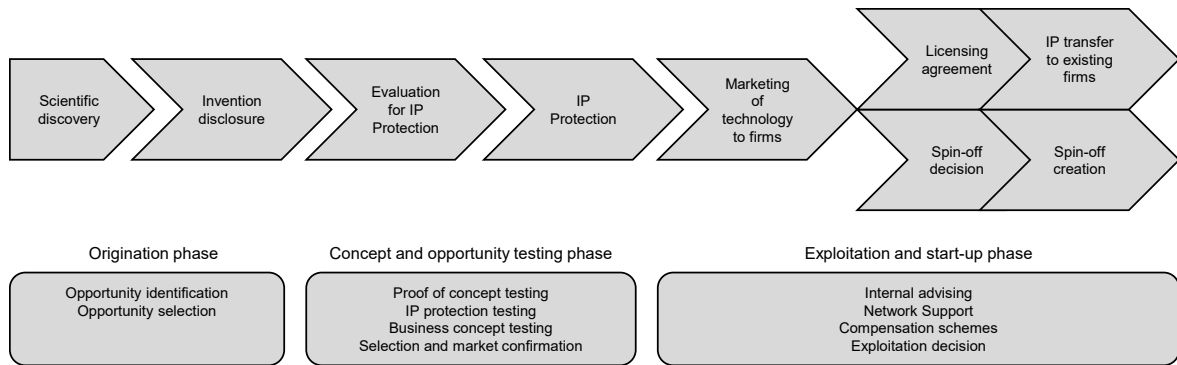 Scientific
discovery
Invention
disclosure
Evaluation
for IP
Protection
IP
Protection
Marketing
of
technology
to firms
Licensing
agreement
IP transfer
to existing
firms
Spin-off
decision
Spin-off
creation
Origination phase
Opportunity identification
Opportunity selection
Concept and opportunity testing phase
Proof of concept testing
IP protection testing
Business concept testing
Selection and market confirmation
Exploitation and start-up phase
Internal advising
Network Support
Compensation schemes
Exploitation decision